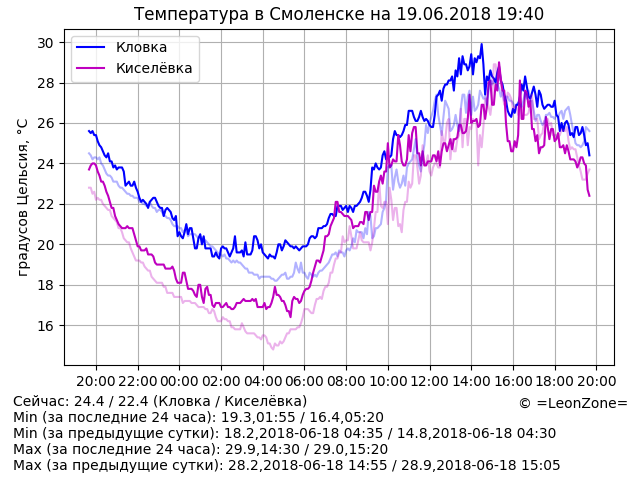 Температура в Смоленске на 19.06.2018 19:40
Кловка
Киселёвка
градусов Цельсия, °C
30
28
26
24
22
20
18
16
20:00 22:00 00:00 02:00 04:00 06:00 08:00 10:00 12:00 14:00 16:00 18:00 20:00
Сейчас: 24.4 / 22.4 (Кловка / Киселёвка)
© =LeonZone=
Min (за последние 24 часа): 19.3,01:55 / 16.4,05:20
Min (за предыдущие сутки): 18.2,2018-06-18 04:35 / 14.8,2018-06-18 04:30
Max (за последние 24 часа): 29.9,14:30 / 29.0,15:20
Max (за предыдущие сутки): 28.2,2018-06-18 14:55 / 28.9,2018-06-18 15:05